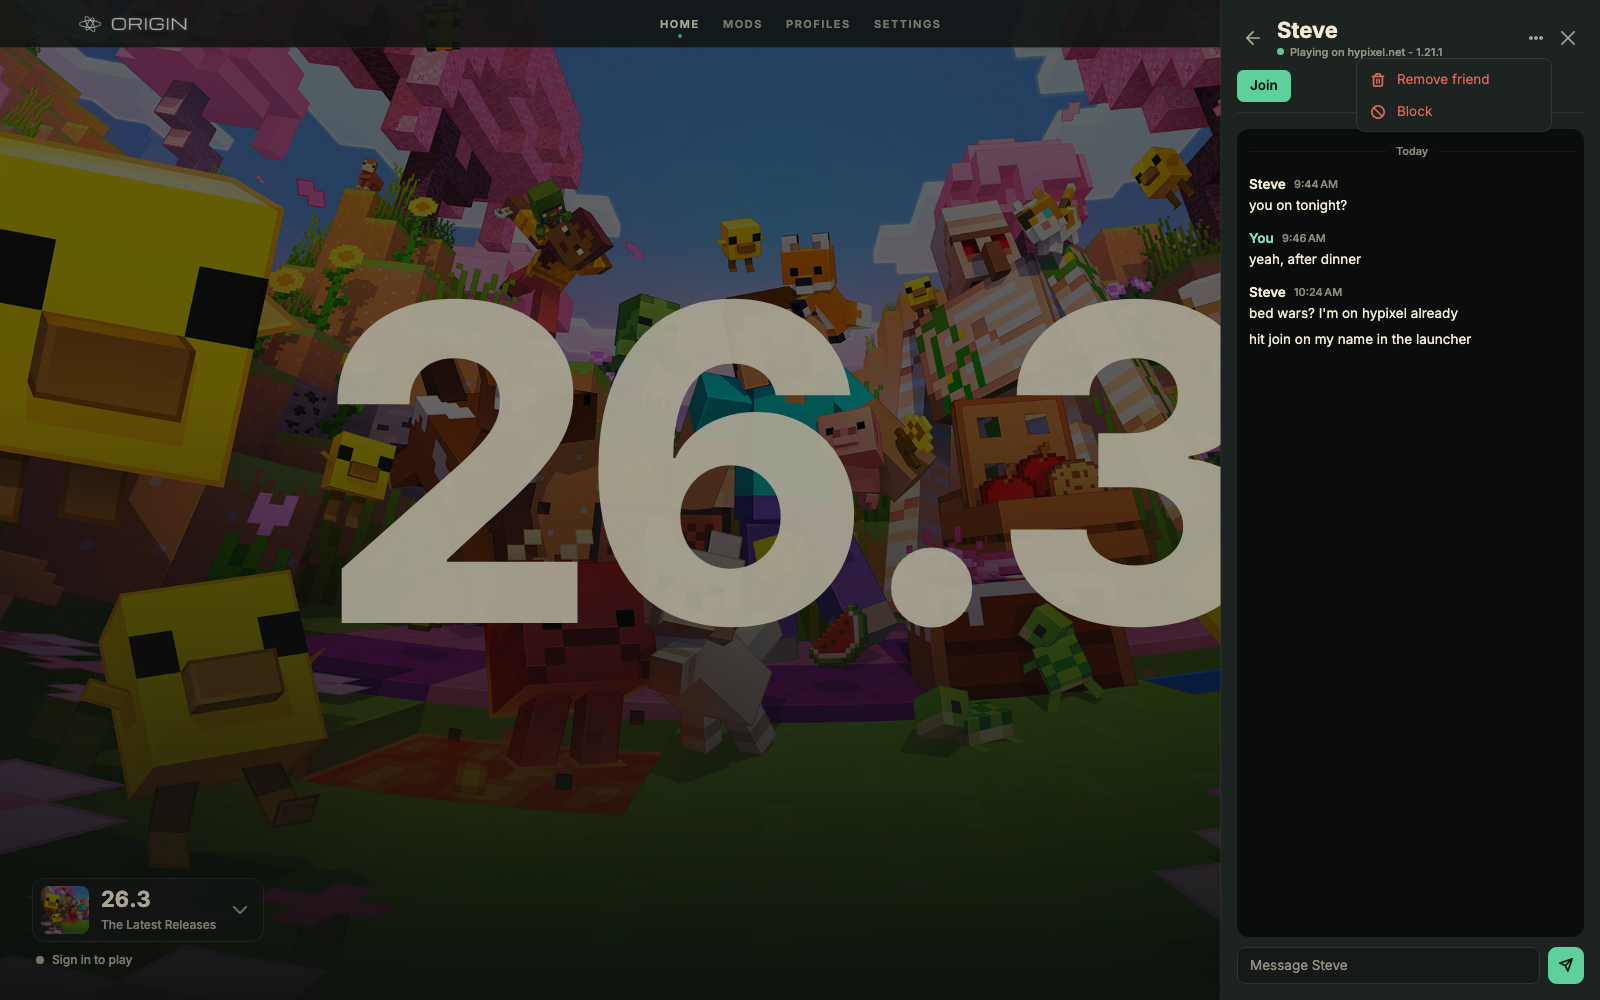 ORIGIN
HOME
MODS
PROFILES
SETTINGS
26.3
26.3
The Latest Releases
Sign in to play
Steve
Playing on hypixel.net - 1.21.1
Join
Remove friend
Block
Today
Steve 9:44 AM
you on tonight?
You 9:46 AM
yeah, after dinner
Steve 10:24 AM
bed wars? I'm on hypixel already
hit join on my name in the launcher
Message Steve